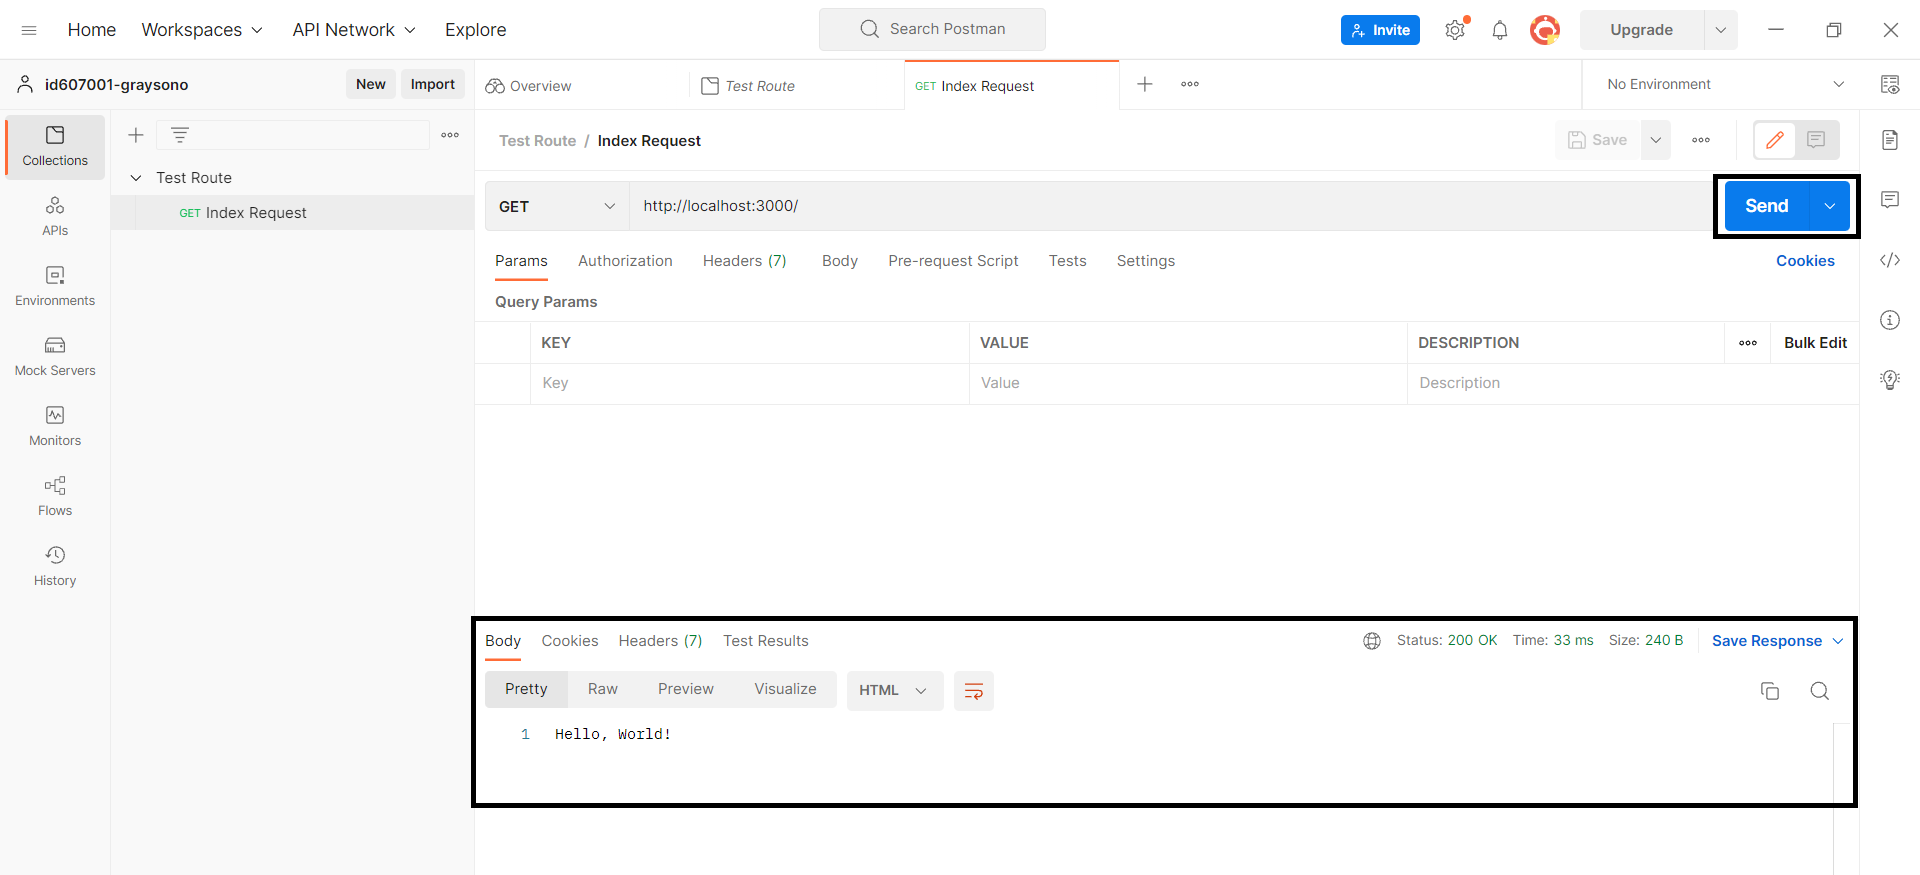 Home Workspaces API Network Explore Search Postman Invite Upgrade
id607001-graysono New Import Overview Test Route GET Index Request No Environment
Collections
APIs
Environments
Mock Servers
Monitors
Flows
History
Test Route
GET Index Request
Test Route / Index Request Save
GET http://localhost:3000/ Send
Params Authorization Headers (7) Body Pre-request Script Tests Settings Cookies
Query Params
KEY VALUE DESCRIPTION Bulk Edit
Key Value Description
Body Cookies Headers (7) Test Results Status: 200 OK Time: 33 ms Size: 240 B Save Response
Pretty Raw Preview Visualize HTML
1 Hello, World!